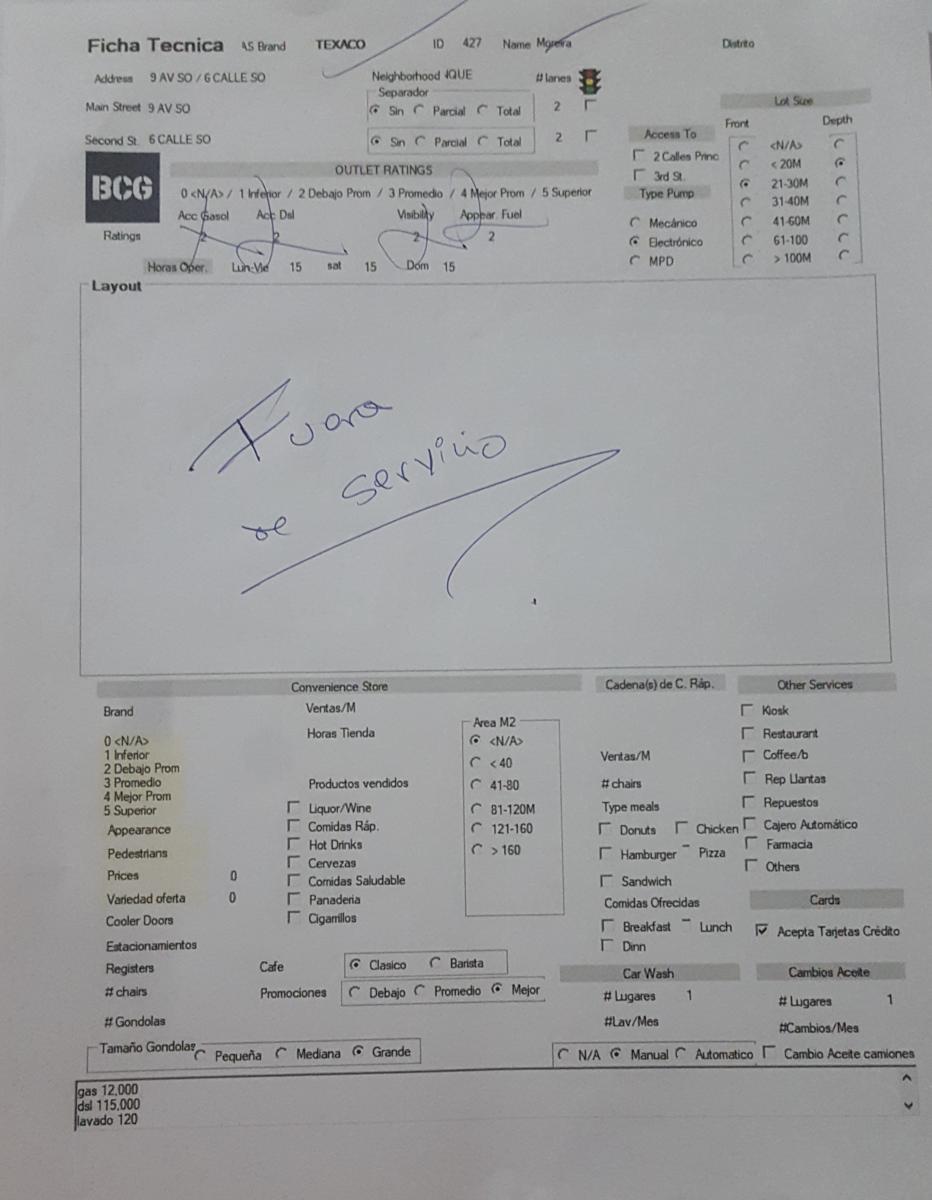 Ficha Tecnica AS Brand TEXACO ID 427 Name Moreira Distrito
Address 9 AV SO / 6 CALLE SO Neighborhood IQUE # lanes
Separador
Main Street 9 AV SO Sin Parcial Total 2
Second St. 6 CALLE SO Sin Parcial Total 2
Access To
2 Calles Princ
3rd St.
Type Pump
Mecánico
Electrónico
MPD
Lot Size
Front Depth
<N/A>
< 20M
21-30M
31-40M
41-60M
61-100
> 100M
BCG
OUTLET RATINGS
0 <N/A> / 1 Inferior / 2 Debajo Prom / 3 Promedio / 4 Mejor Prom / 5 Superior
Acc Gasol Acc Dsl Visibility Appear. Fuel
Ratings 2 2 2 2
Horas Oper. Lun-Vie 15 sat 15 Dom 15
Layout
Fuera
de servicio
Convenience Store
Brand
0 <N/A>
1 Inferior
2 Debajo Prom
3 Promedio
4 Mejor Prom
5 Superior
Appearance
Pedestrians
Prices 0
Variedad oferta 0
Cooler Doors
Estacionamientos
Registers
# chairs
# Gondolas
Tamaño Gondolas Pequeña Mediana Grande
Ventas/M
Horas Tienda
Productos vendidos
Liquor/Wine
Comidas Ráp.
Hot Drinks
Cervezas
Comidas Saludable
Panaderia
Cigarrillos
Area M2
<N/A>
< 40
41-80
81-120M
121-160
> 160
Cafe Clasico Barista
Promociones Debajo Promedio Mejor
Cadena(s) de C. Ráp.
Ventas/M
# chairs
Type meals
Donuts Chicken
Hamburger Pizza
Sandwich
Comidas Ofrecidas
Breakfast Lunch
Dinn
Car Wash
# Lugares 1
#Lav/Mes
N/A Manual Automatico
Other Services
Kiosk
Restaurant
Coffee/b
Rep Llantas
Repuestos
Cajero Automático
Farmacia
Others
Cards
Acepta Tarjetas Crédito
Cambios Aceite
# Lugares 1
#Cambios/Mes
Cambio Aceite camiones
gas 12,000
dsl 115,000
lavado 120